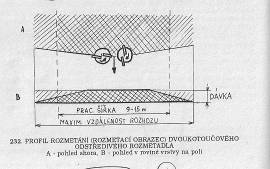 A
B
DÁVKA
PRAC. ŠÍŘKA 9-15 m
MAXIM. VZDÁLENOST ROZHOZU
232. PROFIL ROZMETÁNÍ (ROZMETACÍ OBRAZEC) DVOUKOTOUČOVÉHO
ODSTŘEDIVÉHO ROZMETADLA
A - pohled shora, B - pohled v rovině vrstvy na poli